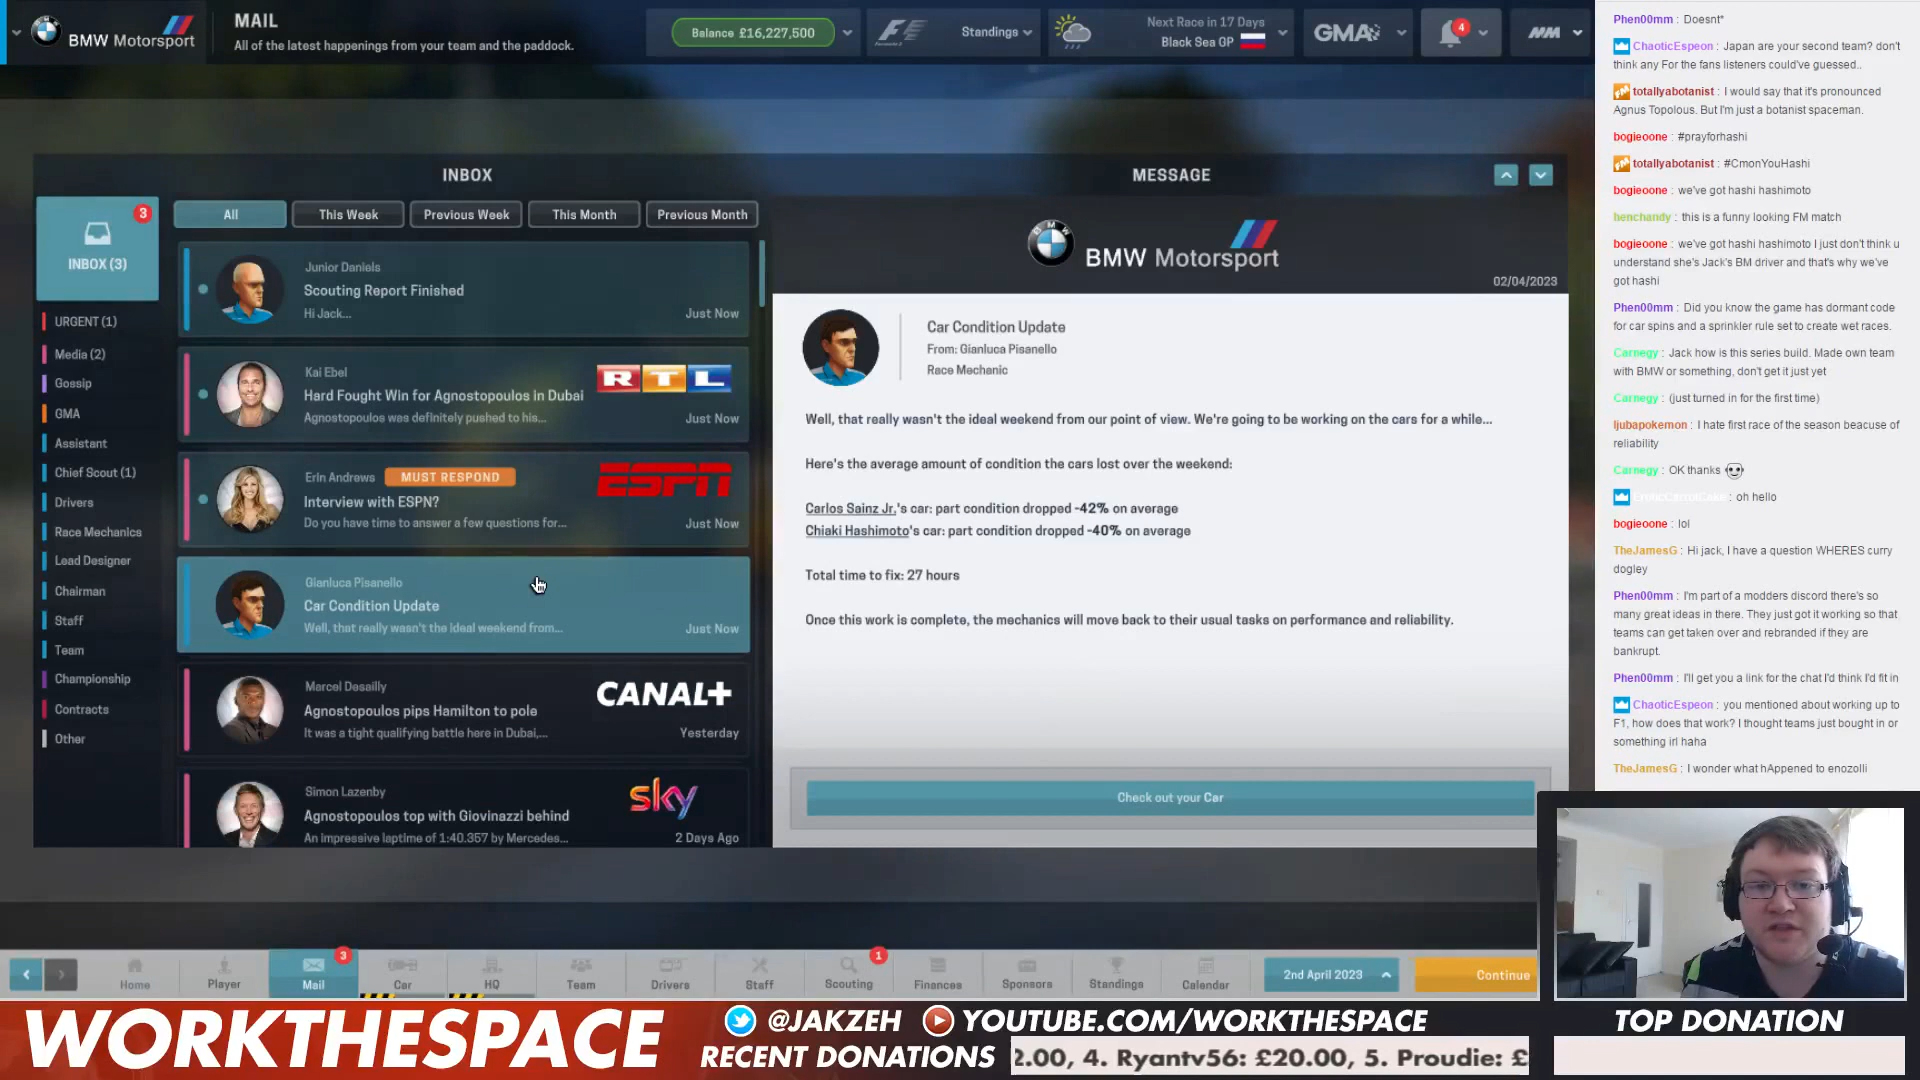 BMW Motorsport
MAIL
All of the latest happenings from your team and the paddock.
Balance £16,227,500
Standings
Next Race in 17 Days
Black Sea GP
GMA
4
INBOX
MESSAGE
3
INBOX (3)
URGENT (1)
Media (2)
Gossip
GMA
Assistant
Chief Scout (1)
Drivers
Race Mechanics
Lead Designer
Chairman
Staff
Team
Championship
Contracts
Other
All
This Week
Previous Week
This Month
Previous Month
Junior Daniels
Scouting Report Finished
Hi Jack...
Just Now
Kai Ebel
RTL
Hard Fought Win for Agnostopoulos in Dubai
Agnostopoulos was definitely pushed to his...
Just Now
Erin Andrews
MUST RESPOND
ESPN
Interview with ESPN?
Do you have time to answer a few questions for...
Just Now
Gianluca Pisanello
Car Condition Update
Well, that really wasn't the ideal weekend from...
Just Now
Marcel Desailly
CANAL+
Agnostopoulos pips Hamilton to pole
It was a tight qualifying battle here in Dubai,...
Yesterday
Simon Lazenby
sky
Agnostopoulos top with Giovinazzi behind
An impressive laptime of 1:40.357 by Mercedes...
2 Days Ago
BMW Motorsport
02/04/2023
Car Condition Update
From: Gianluca Pisanello
Race Mechanic
Well, that really wasn't the ideal weekend from our point of view. We're going to be working on the cars for a while...
Here's the average amount of condition the cars lost over the weekend:
Carlos Sainz Jr.'s car: part condition dropped -42% on average
Chiaki Hashimoto's car: part condition dropped -40% on average
Total time to fix: 27 hours
Once this work is complete, the mechanics will move back to their usual tasks on performance and reliability.
Check out your Car
Home
Player
3
Mail
Car
HQ
Team
Drivers
Staff
1
Scouting
Finances
Sponsors
Standings
Calendar
2nd April 2023
Continue
Phen00mm : Doesnt*
ChaoticEspeon : Japan are your second team? don't
think any For the fans listeners could've guessed..
totallyabotanist : I would say that it's pronounced
Agnus Topolous. But I'm just a botanist spaceman.
bogieoone : #prayforhashi
totallyabotanist : #CmonYouHashi
bogieoone : we've got hashi hashimoto
benchandy : this is a funny looking FM match
bogieoone : we've got hashi hashimoto I just don't think u
understand she's Jack's BM driver and that's why we've
got hashi
Phen00mm : Did you know the game has dormant code
for car spins and a sprinkler rule set to create wet races.
Carnegy : Jack how is this series build. Made own team
with BMW or something, don't get it just yet
Carnegy : (just turned in for the first time)
ljubapokemon : I hate first race of the season beacuse of
reliability
Carnegy : OK thanks
: oh hello
bogieoone : lol
TheJamesG : Hi jack, I have a question WHERES curry
dogley
Phen00mm : I'm part of a modders discord there's so
many great ideas in there. They just got it working so that
teams can get taken over and rebranded if they are
bankrupt.
Phen00mm : I'll get you a link for the chat I'd think I'd fit in
ChaoticEspeon : you mentioned about working up to
F1, how does that work? I thought teams just bought in or
something irl haha
TheJamesG : I wonder what hAppened to enozolli
WORKTHESPACE
@JAKZEH
YOUTUBE.COM/WORKTHESPACE
RECENT DONATIONS
2.00, 4. Ryantv56: £20.00, 5. Proudie: £
TOP DONATION